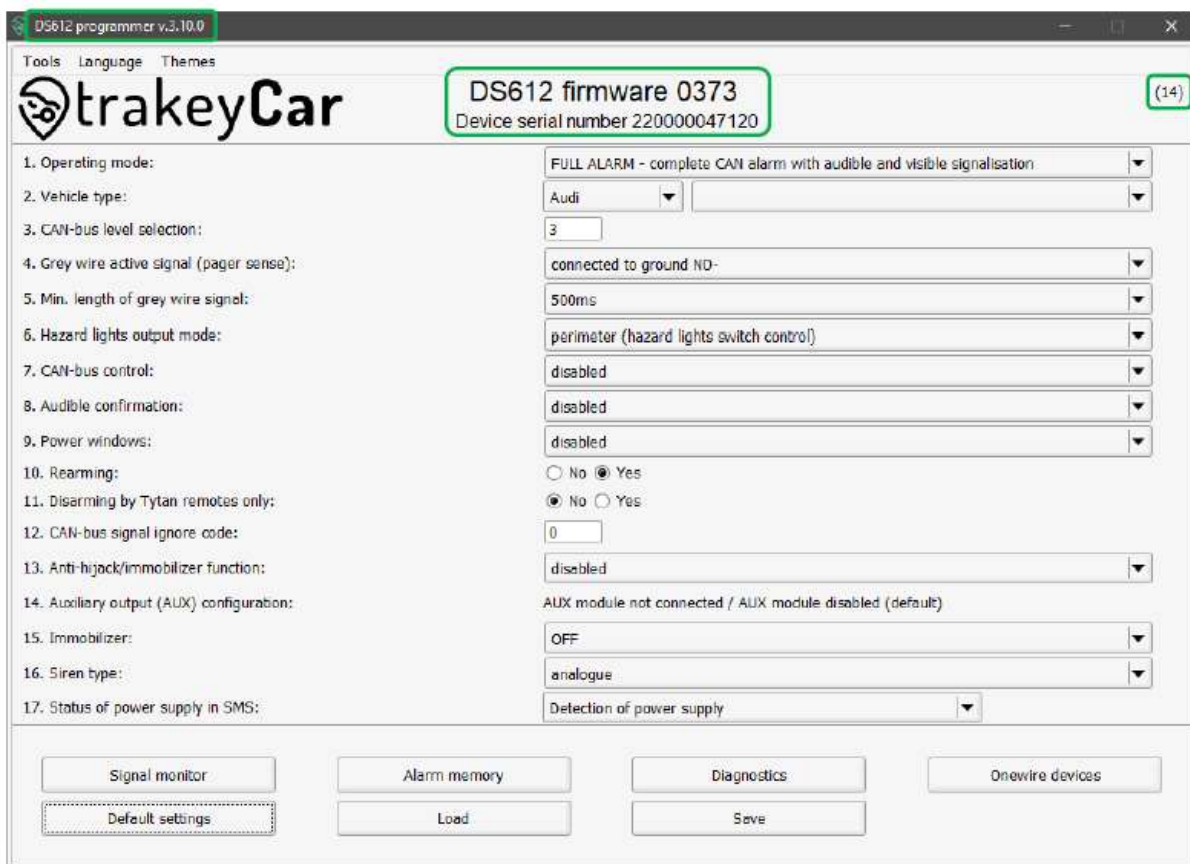 DS612 programmer v.3.10.0
Tools Language Themes
trakeyCar
DS612 firmware 0373
Device serial number 220000047120
(14)
1. Operating mode: FULL ALARM - complete CAN alarm with audible and visible signalisation
2. Vehicle type: Audi
3. CAN-bus level selection: 3
4. Grey wire active signal (pager sense): connected to ground ND-
5. Min. length of grey wire signal: 500ms
6. Hazard lights output mode: perimeter (hazard lights switch control)
7. CAN-bus control: disabled
8. Audible confirmation: disabled
9. Power windows: disabled
10. Rearming: No Yes
11. Disarming by Tytan remotes only: No Yes
12. CAN-bus signal ignore code: 0
13. Anti-hijack/immobilizer function: disabled
14. Auxiliary output (AUX) configuration: AUX module not connected / AUX module disabled (default)
15. Immobilizer: OFF
16. Siren type: analogue
17. Status of power supply in SMS: Detection of power supply
Signal monitor Alarm memory Diagnostics Onewire devices
Default settings Load Save